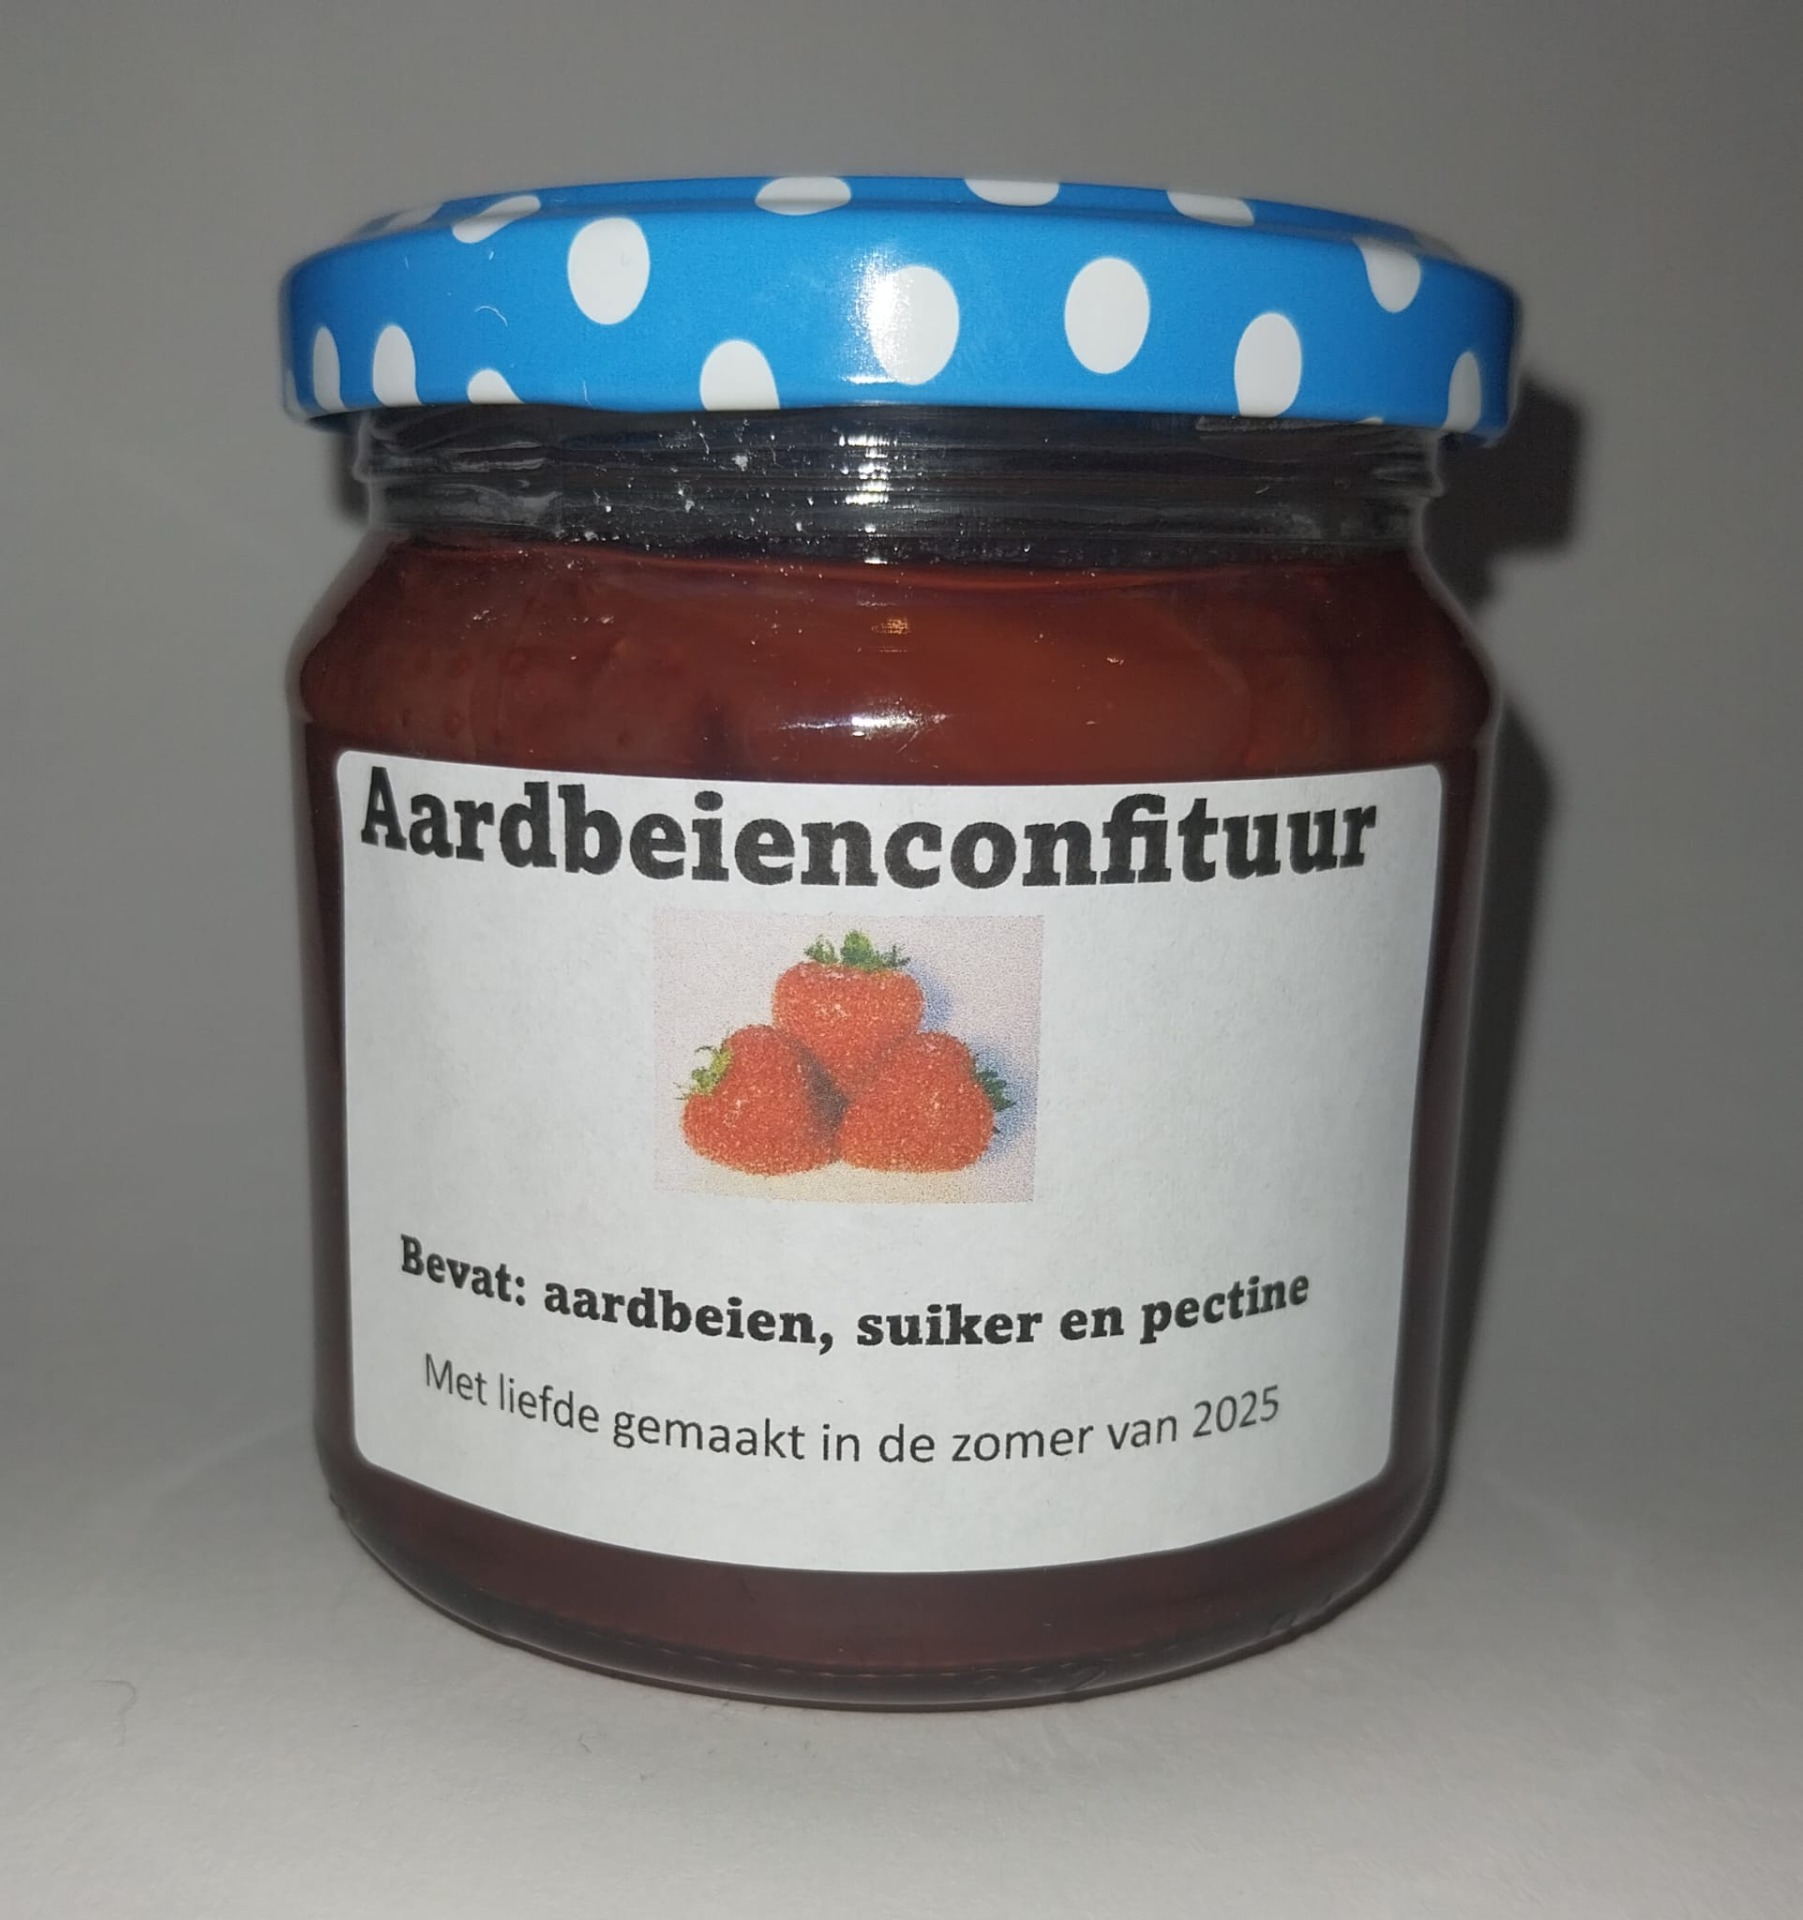 Aardbeienconfituur
Bevat: aardbeien, suiker en pectine
Met liefde gemaakt in de zomer van 2025